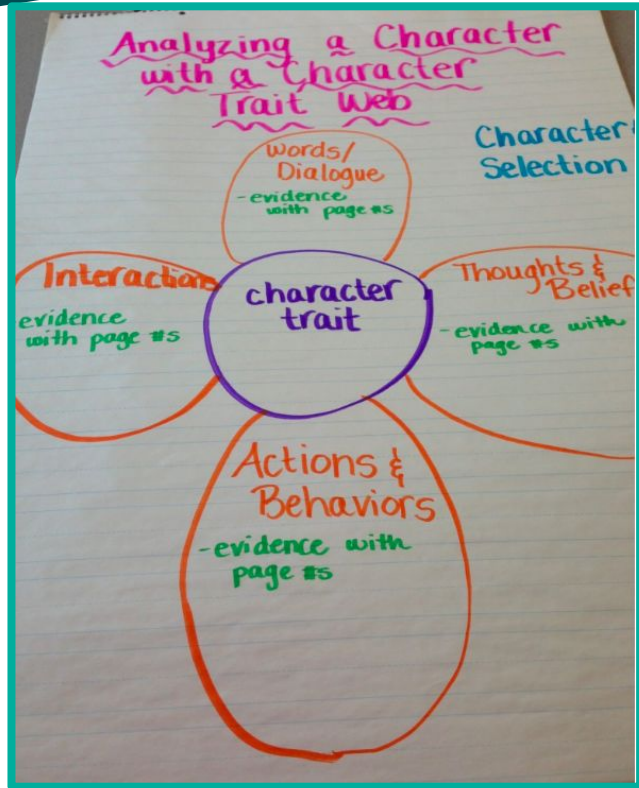 Analyzing a Character
with a Character
Trait Web
Character
Selection
Words/
Dialogue
- evidence
with page #s
Interactions
evidence
with page #s
character
trait
Thoughts &
Belief
- evidence with
page #s
Actions &
Behaviors
- evidence with
page #s